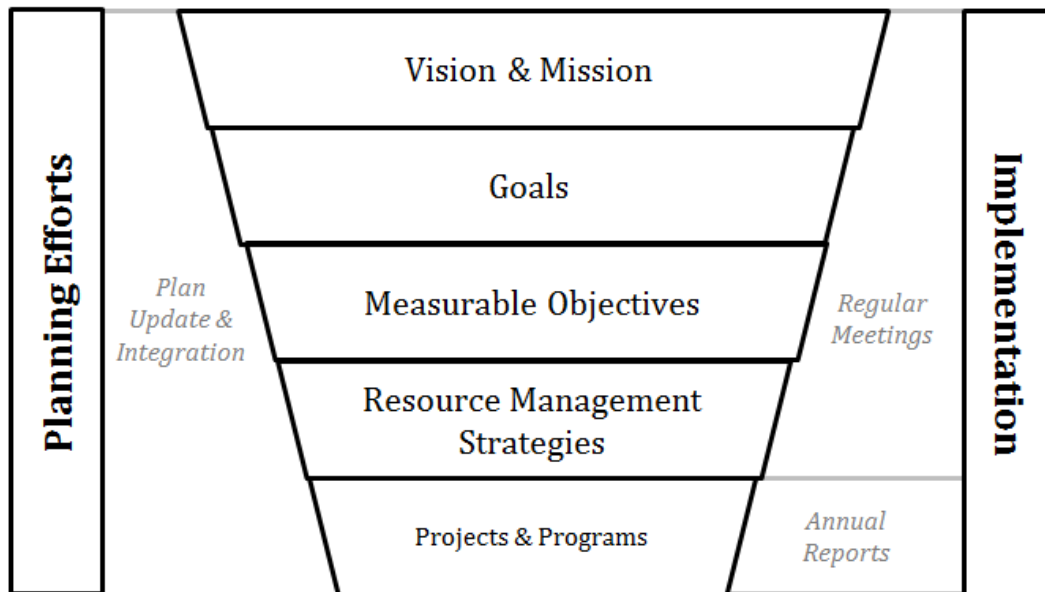 Vision & Mission
Goals
Planning Efforts
Plan
Update &
Integration
Measurable Objectives
Regular
Meetings
Implementation
Resource Management
Strategies
Projects & Programs
Annual
Reports